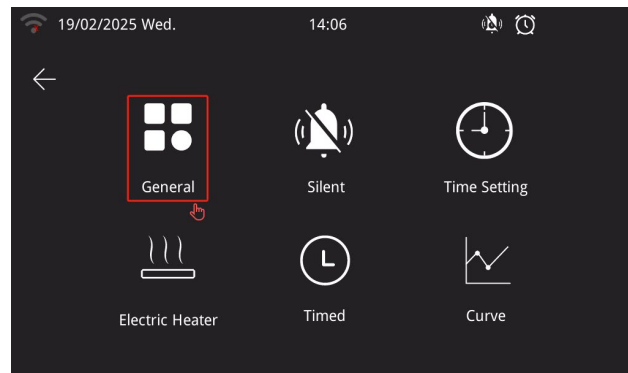 19/02/2025 Wed. 14:06
General Silent Time Setting
Electric Heater Timed Curve